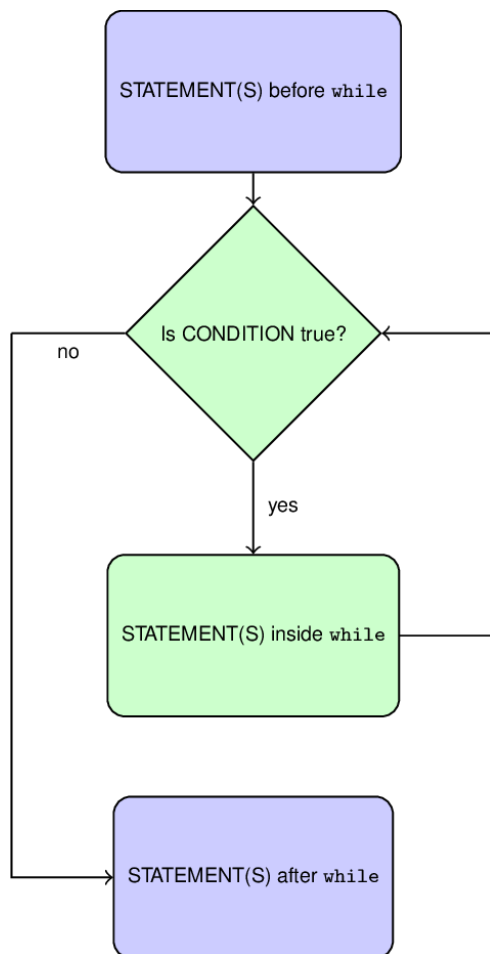 STATEMENT(S) before while
Is CONDITION true?
no
yes
STATEMENT(S) inside while
STATEMENT(S) after while